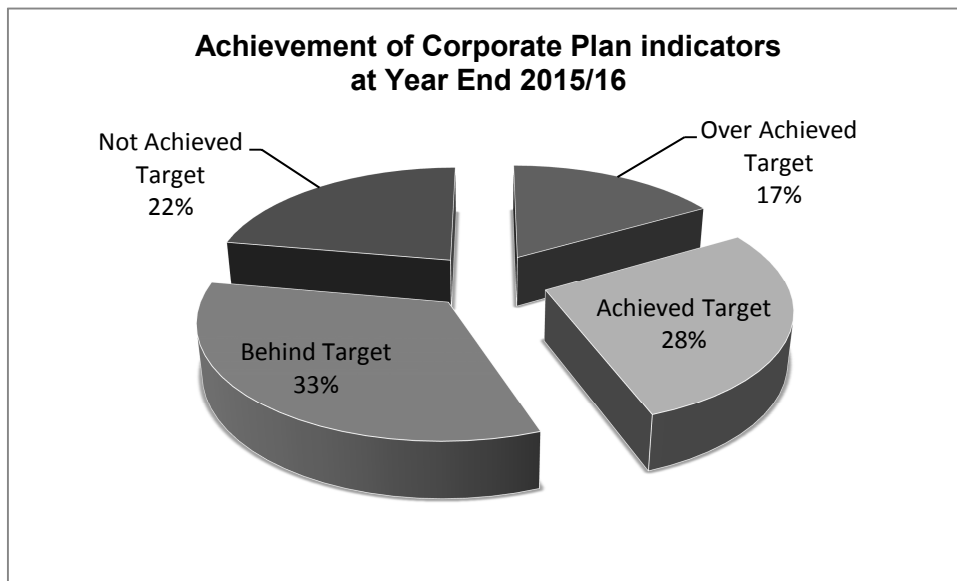 Achievement of Corporate Plan indicators
at Year End 2015/16
Not Achieved
Target
22%
Over Achieved
Target
17%
Achieved Target
28%
Behind Target
33%